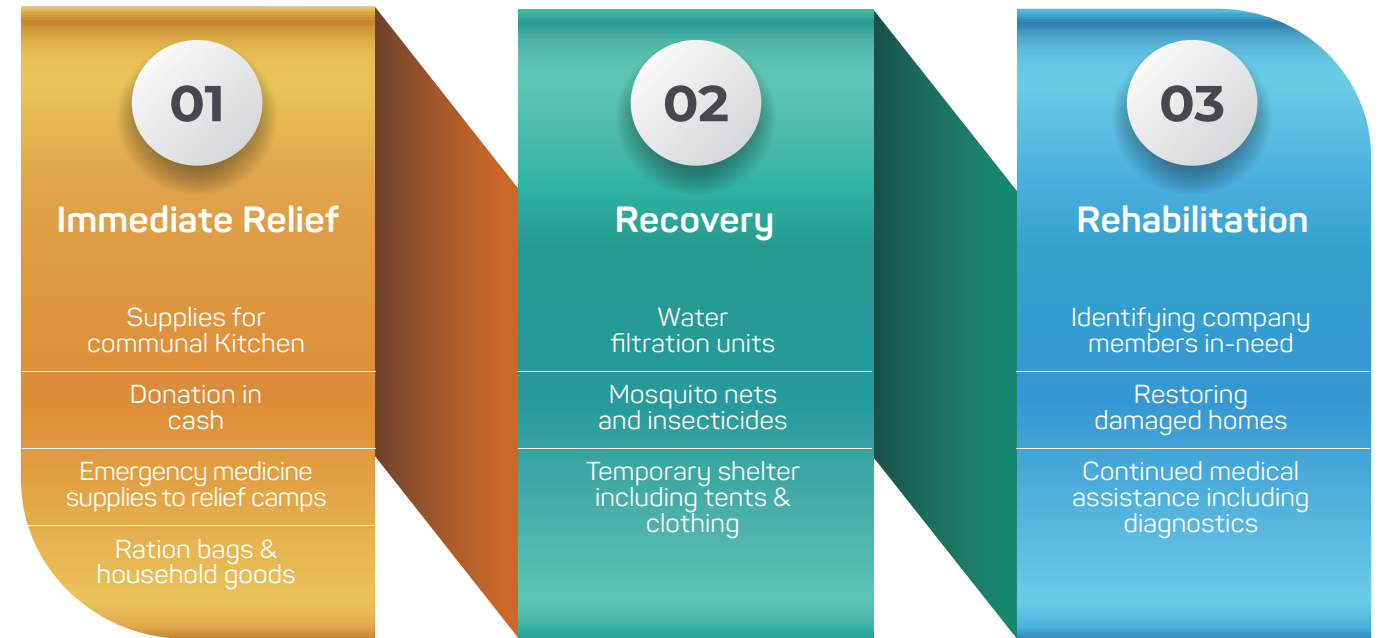 01
Immediate Relief
Supplies for
communal Kitchen
Donation in
cash
Emergency medicine
supplies to relief camps
Ration bags &
household goods
02
Recovery
Water
filtration units
Mosquito nets
and insecticides
Temporary shelter
including tents &
clothing
03
Rehabilitation
Identifying company
members in-need
Restoring
damaged homes
Continued medical
assistance including
diagnostics